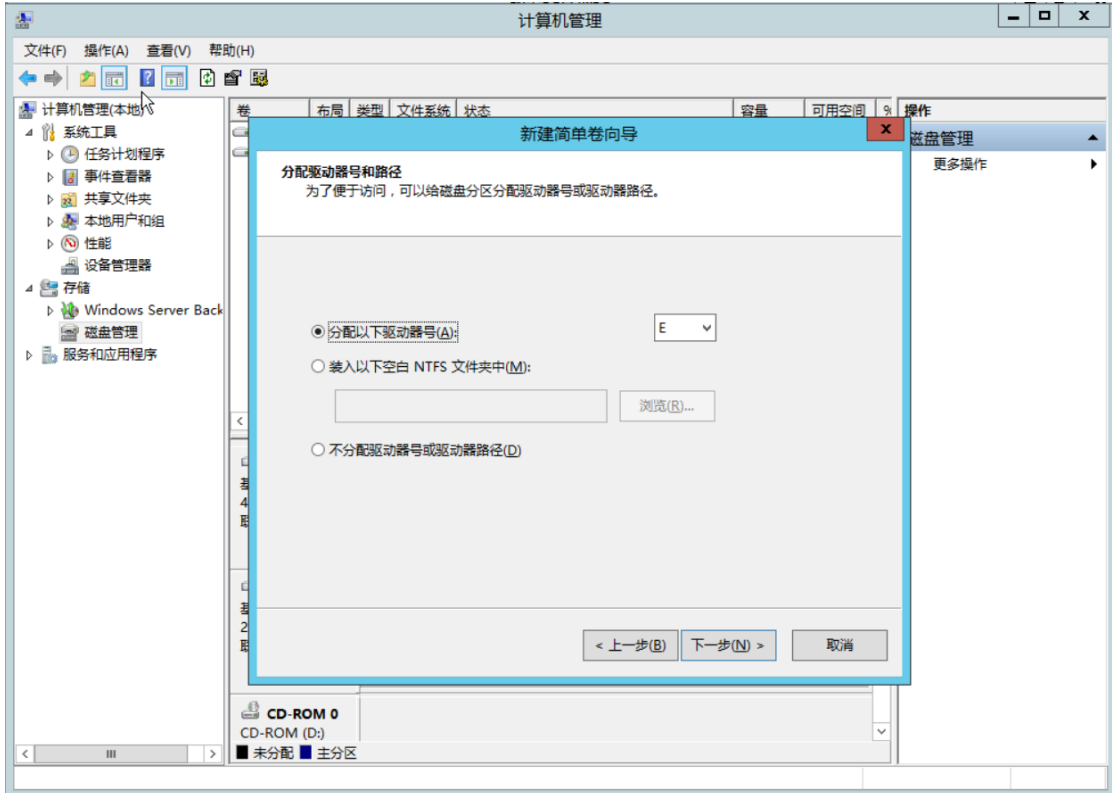 计算机管理
文件(F) 操作(A) 查看(V) 帮助(H)
计算机管理(本地)
系统工具
任务计划程序
事件查看器
共享文件夹
本地用户和组
性能
设备管理器
存储
Windows Server Back
磁盘管理
服务和应用程序
卷 布局 类型 文件系统 状态 容量 可用空间 %
新建简单卷向导
分配驱动器号和路径
为了便于访问，可以给磁盘分区分配驱动器号或驱动器路径。
分配以下驱动器号(A): E
装入以下空白 NTFS 文件夹中(M):
浏览(R)...
不分配驱动器号或驱动器路径(D)
< 上一步(B) 下一步(N) > 取消
CD-ROM 0
CD-ROM (D:)
未分配 主分区
操作
磁盘管理
更多操作